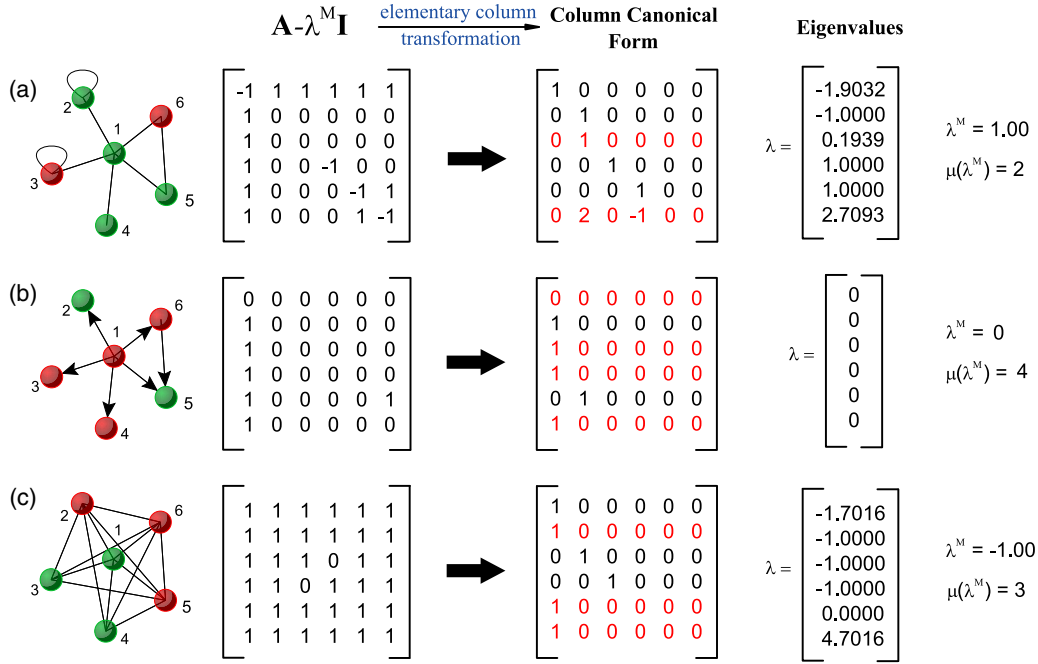 A-λᴹI
elementary column
transformation
Column Canonical
Form
Eigenvalues
(a)
2
6
1
3
5
4
-1 1 1 1 1 1
1 0 0 0 0 0
1 0 0 0 0 0
1 0 0 -1 0 0
1 0 0 0 -1 1
1 0 0 0 1 -1
1 0 0 0 0 0
0 1 0 0 0 0
0 1 0 0 0 0
0 0 1 0 0 0
0 0 0 1 0 0
0 2 0 -1 0 0
λ =
-1.9032
-1.0000
0.1939
1.0000
1.0000
2.7093
λᴹ = 1.00
μ(λᴹ) = 2
(b)
2
6
1
3
5
4
0 0 0 0 0 0
1 0 0 0 0 0
1 0 0 0 0 0
1 0 0 0 0 0
1 0 0 0 0 1
1 0 0 0 0 0
0 0 0 0 0 0
1 0 0 0 0 0
1 0 0 0 0 0
1 0 0 0 0 0
0 1 0 0 0 0
1 0 0 0 0 0
λ =
0
0
0
0
0
0
λᴹ = 0
μ(λᴹ) = 4
(c)
2
1
6
3
5
4
1 1 1 1 1 1
1 1 1 1 1 1
1 1 1 0 1 1
1 1 0 1 1 1
1 1 1 1 1 1
1 1 1 1 1 1
1 0 0 0 0 0
1 0 0 0 0 0
0 1 0 0 0 0
0 0 1 0 0 0
1 0 0 0 0 0
1 0 0 0 0 0
λ =
-1.7016
-1.0000
-1.0000
-1.0000
0.0000
4.7016
λᴹ = -1.00
μ(λᴹ) = 3